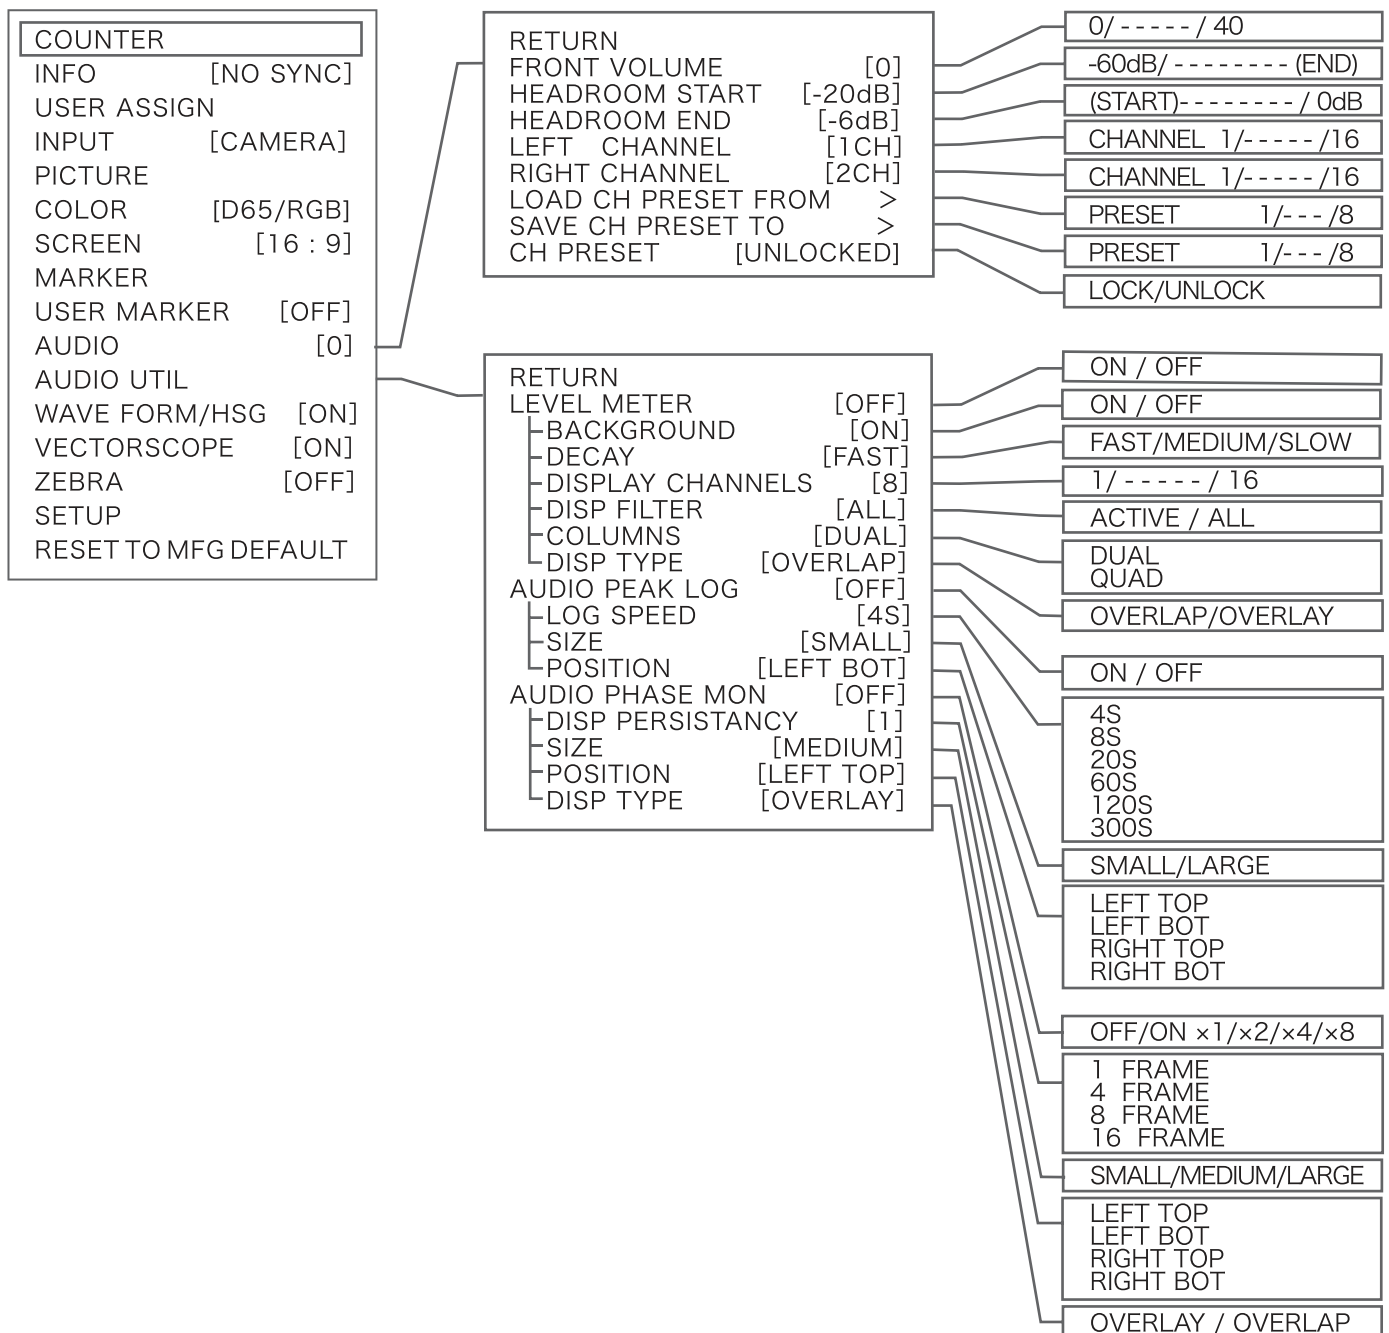 COUNTER
INFO [NO SYNC]
USER ASSIGN
INPUT [CAMERA]
PICTURE
COLOR [D65/RGB]
SCREEN [16 : 9]
MARKER
USER MARKER [OFF]
AUDIO [0]
AUDIO UTIL
WAVE FORM/HSG [ON]
VECTORSCOPE [ON]
ZEBRA [OFF]
SETUP
RESET TO MFG DEFAULT
RETURN
FRONT VOLUME [0]
HEADROOM START [-20dB]
HEADROOM END [-6dB]
LEFT CHANNEL [1CH]
RIGHT CHANNEL [2CH]
LOAD CH PRESET FROM >
SAVE CH PRESET TO >
CH PRESET [UNLOCKED]
0/ - - - - - / 40
-60dB/ - - - - - - - - (END)
(START)- - - - - - - - / 0dB
CHANNEL 1/- - - - - /16
CHANNEL 1/- - - - - /16
PRESET 1/- - - /8
PRESET 1/- - - /8
LOCK/UNLOCK
RETURN
LEVEL METER [OFF]
BACKGROUND [ON]
DECAY [FAST]
DISPLAY CHANNELS [8]
DISP FILTER [ALL]
COLUMNS [DUAL]
DISP TYPE [OVERLAP]
AUDIO PEAK LOG [OFF]
LOG SPEED [4S]
SIZE [SMALL]
POSITION [LEFT BOT]
AUDIO PHASE MON [OFF]
DISP PERSISTANCY [1]
SIZE [MEDIUM]
POSITION [LEFT TOP]
DISP TYPE [OVERLAY]
ON / OFF
ON / OFF
FAST/MEDIUM/SLOW
1/ - - - - - / 16
ACTIVE / ALL
DUAL
QUAD
OVERLAP/OVERLAY
ON / OFF
4S
8S
20S
60S
120S
300S
SMALL/LARGE
LEFT TOP
LEFT BOT
RIGHT TOP
RIGHT BOT
OFF/ON ×1/×2/×4/×8
1 FRAME
4 FRAME
8 FRAME
16 FRAME
SMALL/MEDIUM/LARGE
LEFT TOP
LEFT BOT
RIGHT TOP
RIGHT BOT
OVERLAY / OVERLAP